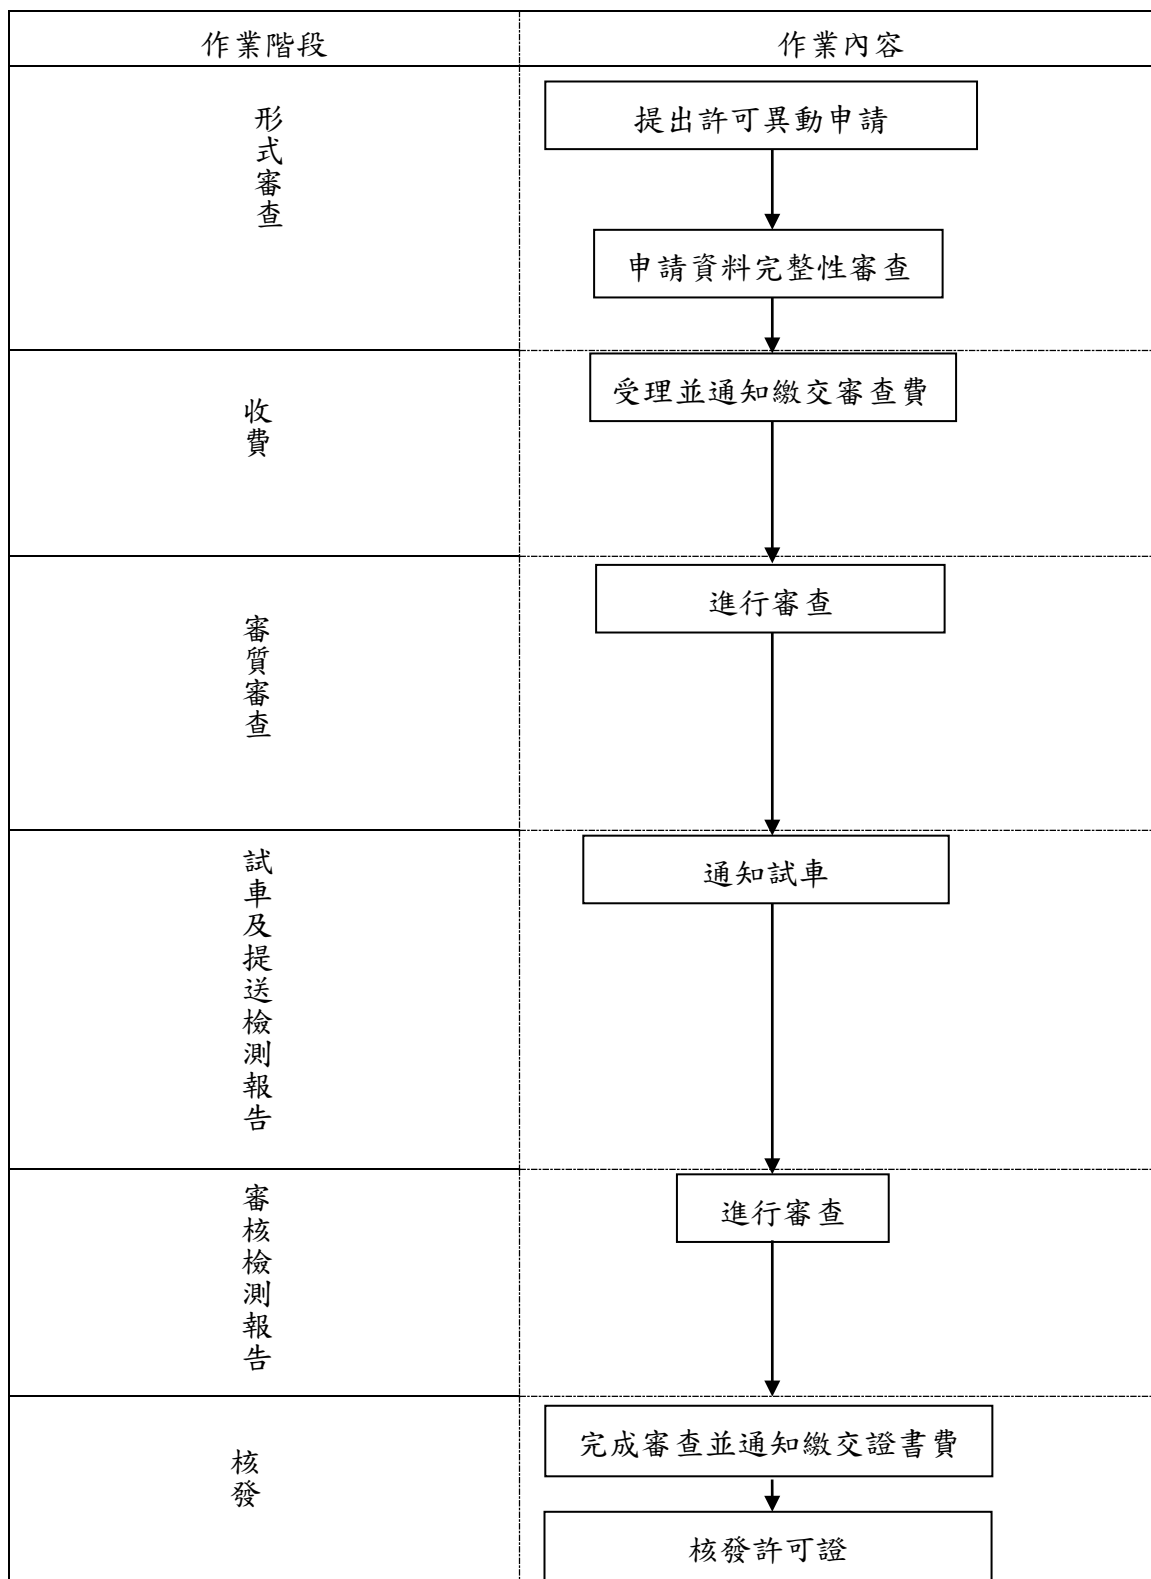 作業階段
作業內容
形式審查
提出許可異動申請
申請資料完整性審查
收費
受理並通知繳交審查費
審質審查
進行審查
試車及提送檢測報告
通知試車
審核檢測報告
進行審查
核發
完成審查並通知繳交證書費
核發許可證